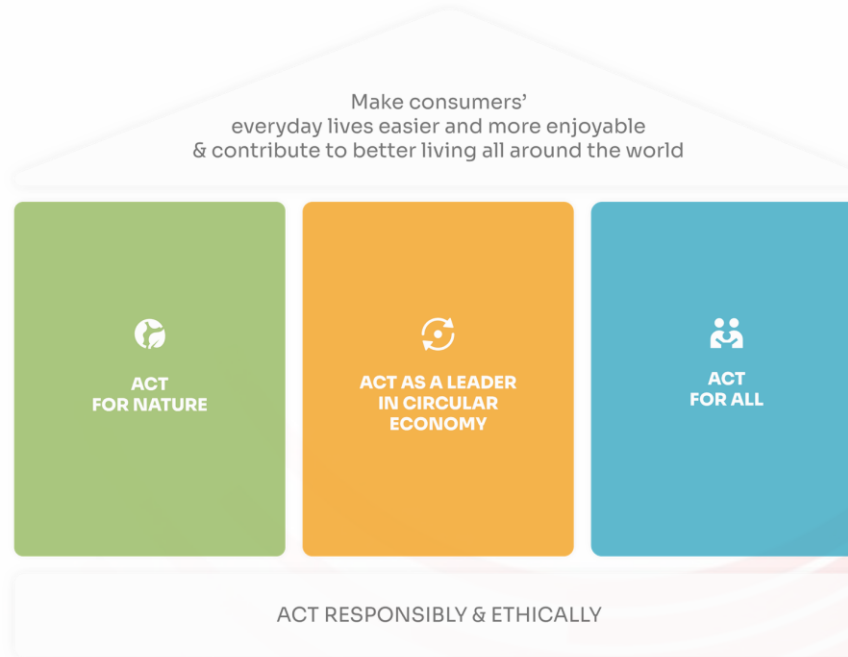 Make consumers’
everyday lives easier and more enjoyable
& contribute to better living all around the world
ACT
FOR NATURE
ACT AS A LEADER
IN CIRCULAR
ECONOMY
ACT
FOR ALL
ACT RESPONSIBLY & ETHICALLY